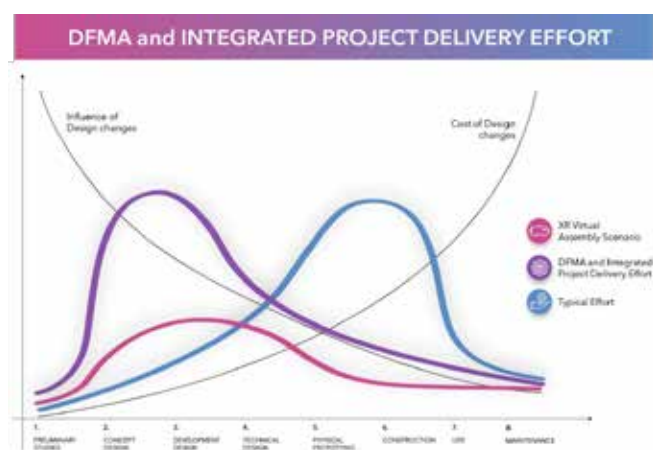 DFMA and INTEGRATED PROJECT DELIVERY EFFORT
Influence of
Design changes
Cost of Design
changes
XR Virtual
Assembly Scenario
DFMA and Integrated
Project Delivery Effort
Typical Effort
1. 2. 3. 4. 5. 6. 7. 8.
PRELIMINARY CONCEPT DEVELOPMENT TECHNICAL PHYSICAL CONSTRUCTION USE MAINTENANCE
STUDIES DESIGN DESIGN DESIGN PROTOTYPING